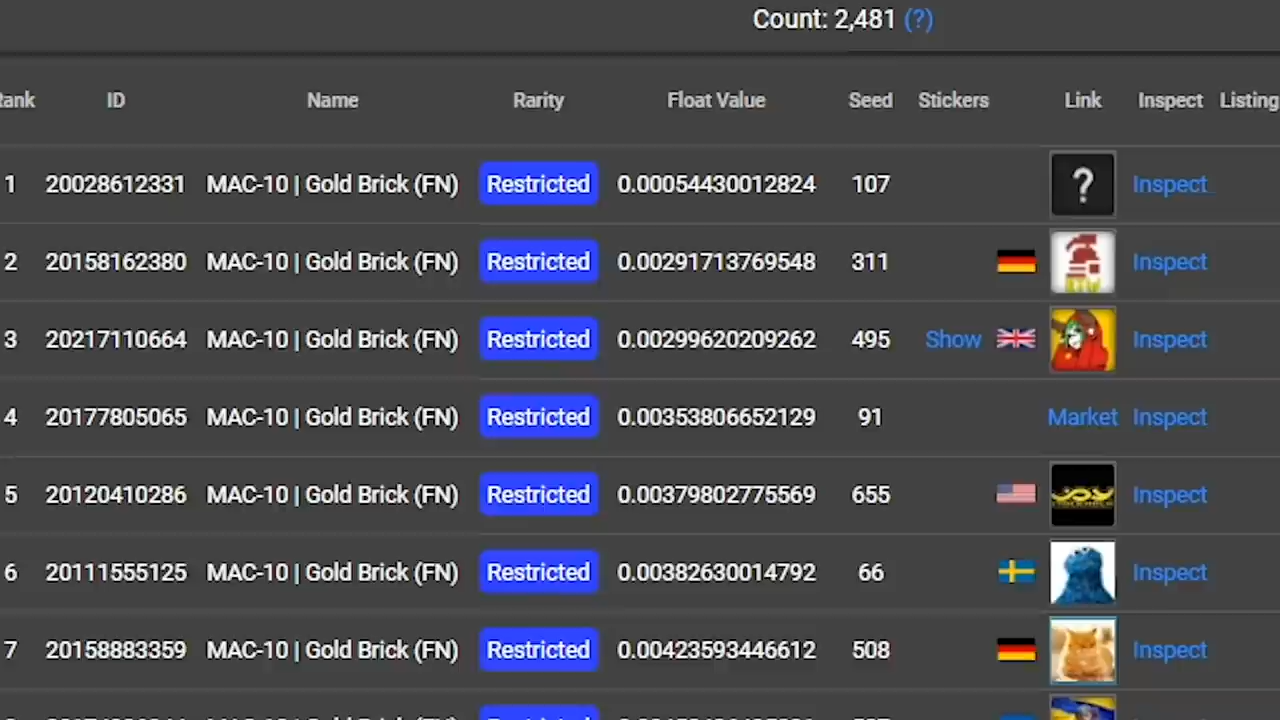 Count: 2,481 (?)
Rank ID Name Rarity Float Value Seed Stickers Link Inspect Listing
1 20028612331 MAC-10 | Gold Brick (FN) Restricted 0.00054430012824 107 ? Inspect
2 20158162380 MAC-10 | Gold Brick (FN) Restricted 0.00291713769548 311 Inspect
3 20217110664 MAC-10 | Gold Brick (FN) Restricted 0.00299620209262 495 Show Inspect
4 20177805065 MAC-10 | Gold Brick (FN) Restricted 0.00353806652129 91 Market Inspect
5 20120410286 MAC-10 | Gold Brick (FN) Restricted 0.00379802775569 655 Inspect
6 20111555125 MAC-10 | Gold Brick (FN) Restricted 0.00382630014792 66 Inspect
7 20158883359 MAC-10 | Gold Brick (FN) Restricted 0.00423593446612 508 Inspect